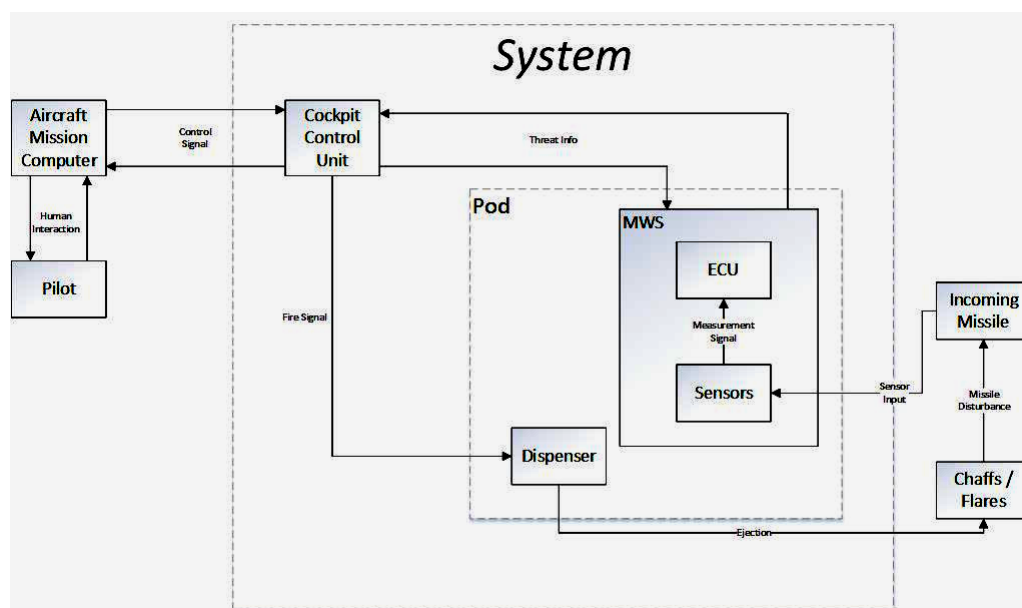 System
Aircraft
Mission
Computer
Control
Signal
Cockpit
Control
Unit
Threat Info
Human
Interaction
Pilot
Pod
MWS
ECU
Measurement
Signal
Sensors
Fire Signal
Incoming
Missile
Sensor
Input
Missile
Disturbance
Dispenser
Chaffs /
Flares
Ejection